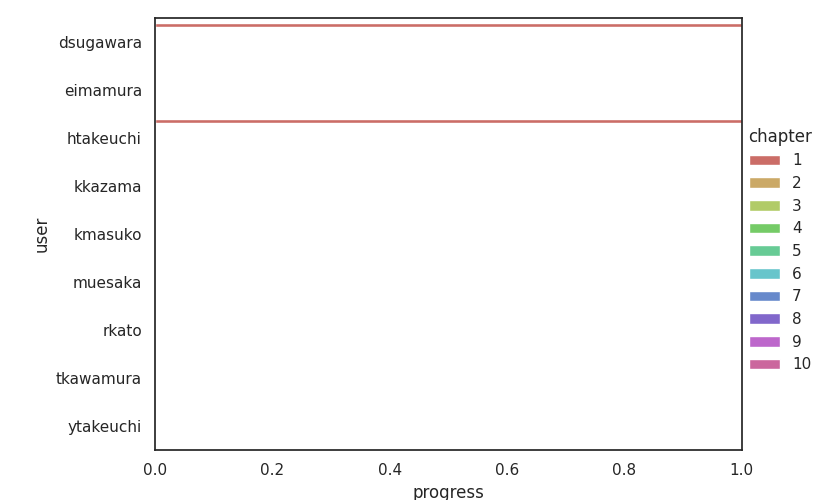 dsugawara
eimamura
htakeuchi
kkazama
kmasuko
muesaka
rkato
tkawamura
ytakeuchi
user
0.0
0.2
0.4
0.6
0.8
1.0
progress
chapter
1
2
3
4
5
6
7
8
9
10